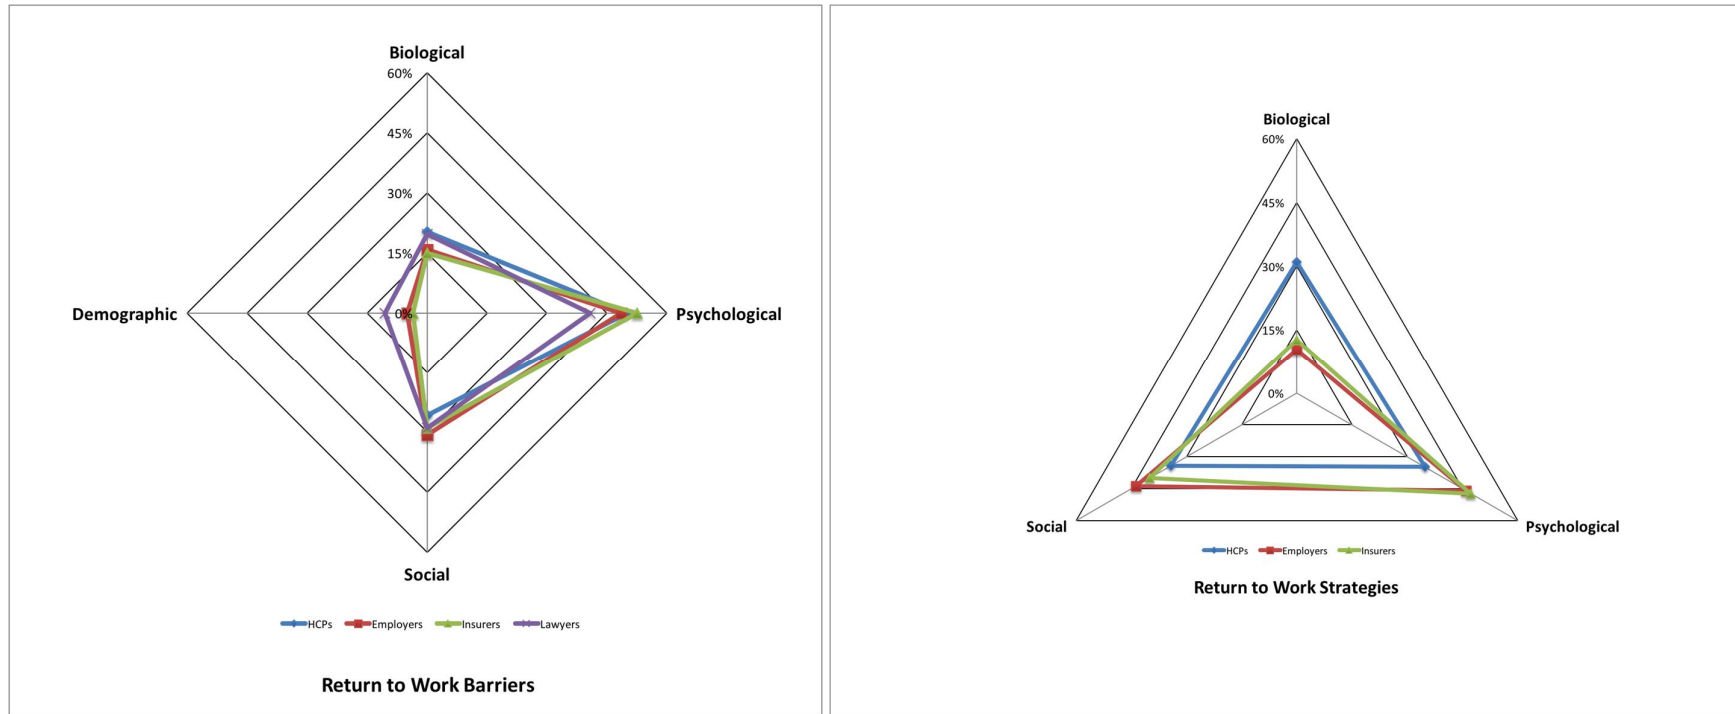 Biological
60%
45%
30%
15%
0%
Demographic
Psychological
Social
HCPs Employers Insurers Lawyers
Return to Work Barriers
Biological
60%
45%
30%
15%
0%
Social
Psychological
HCPs Employers Insurers
Return to Work Strategies